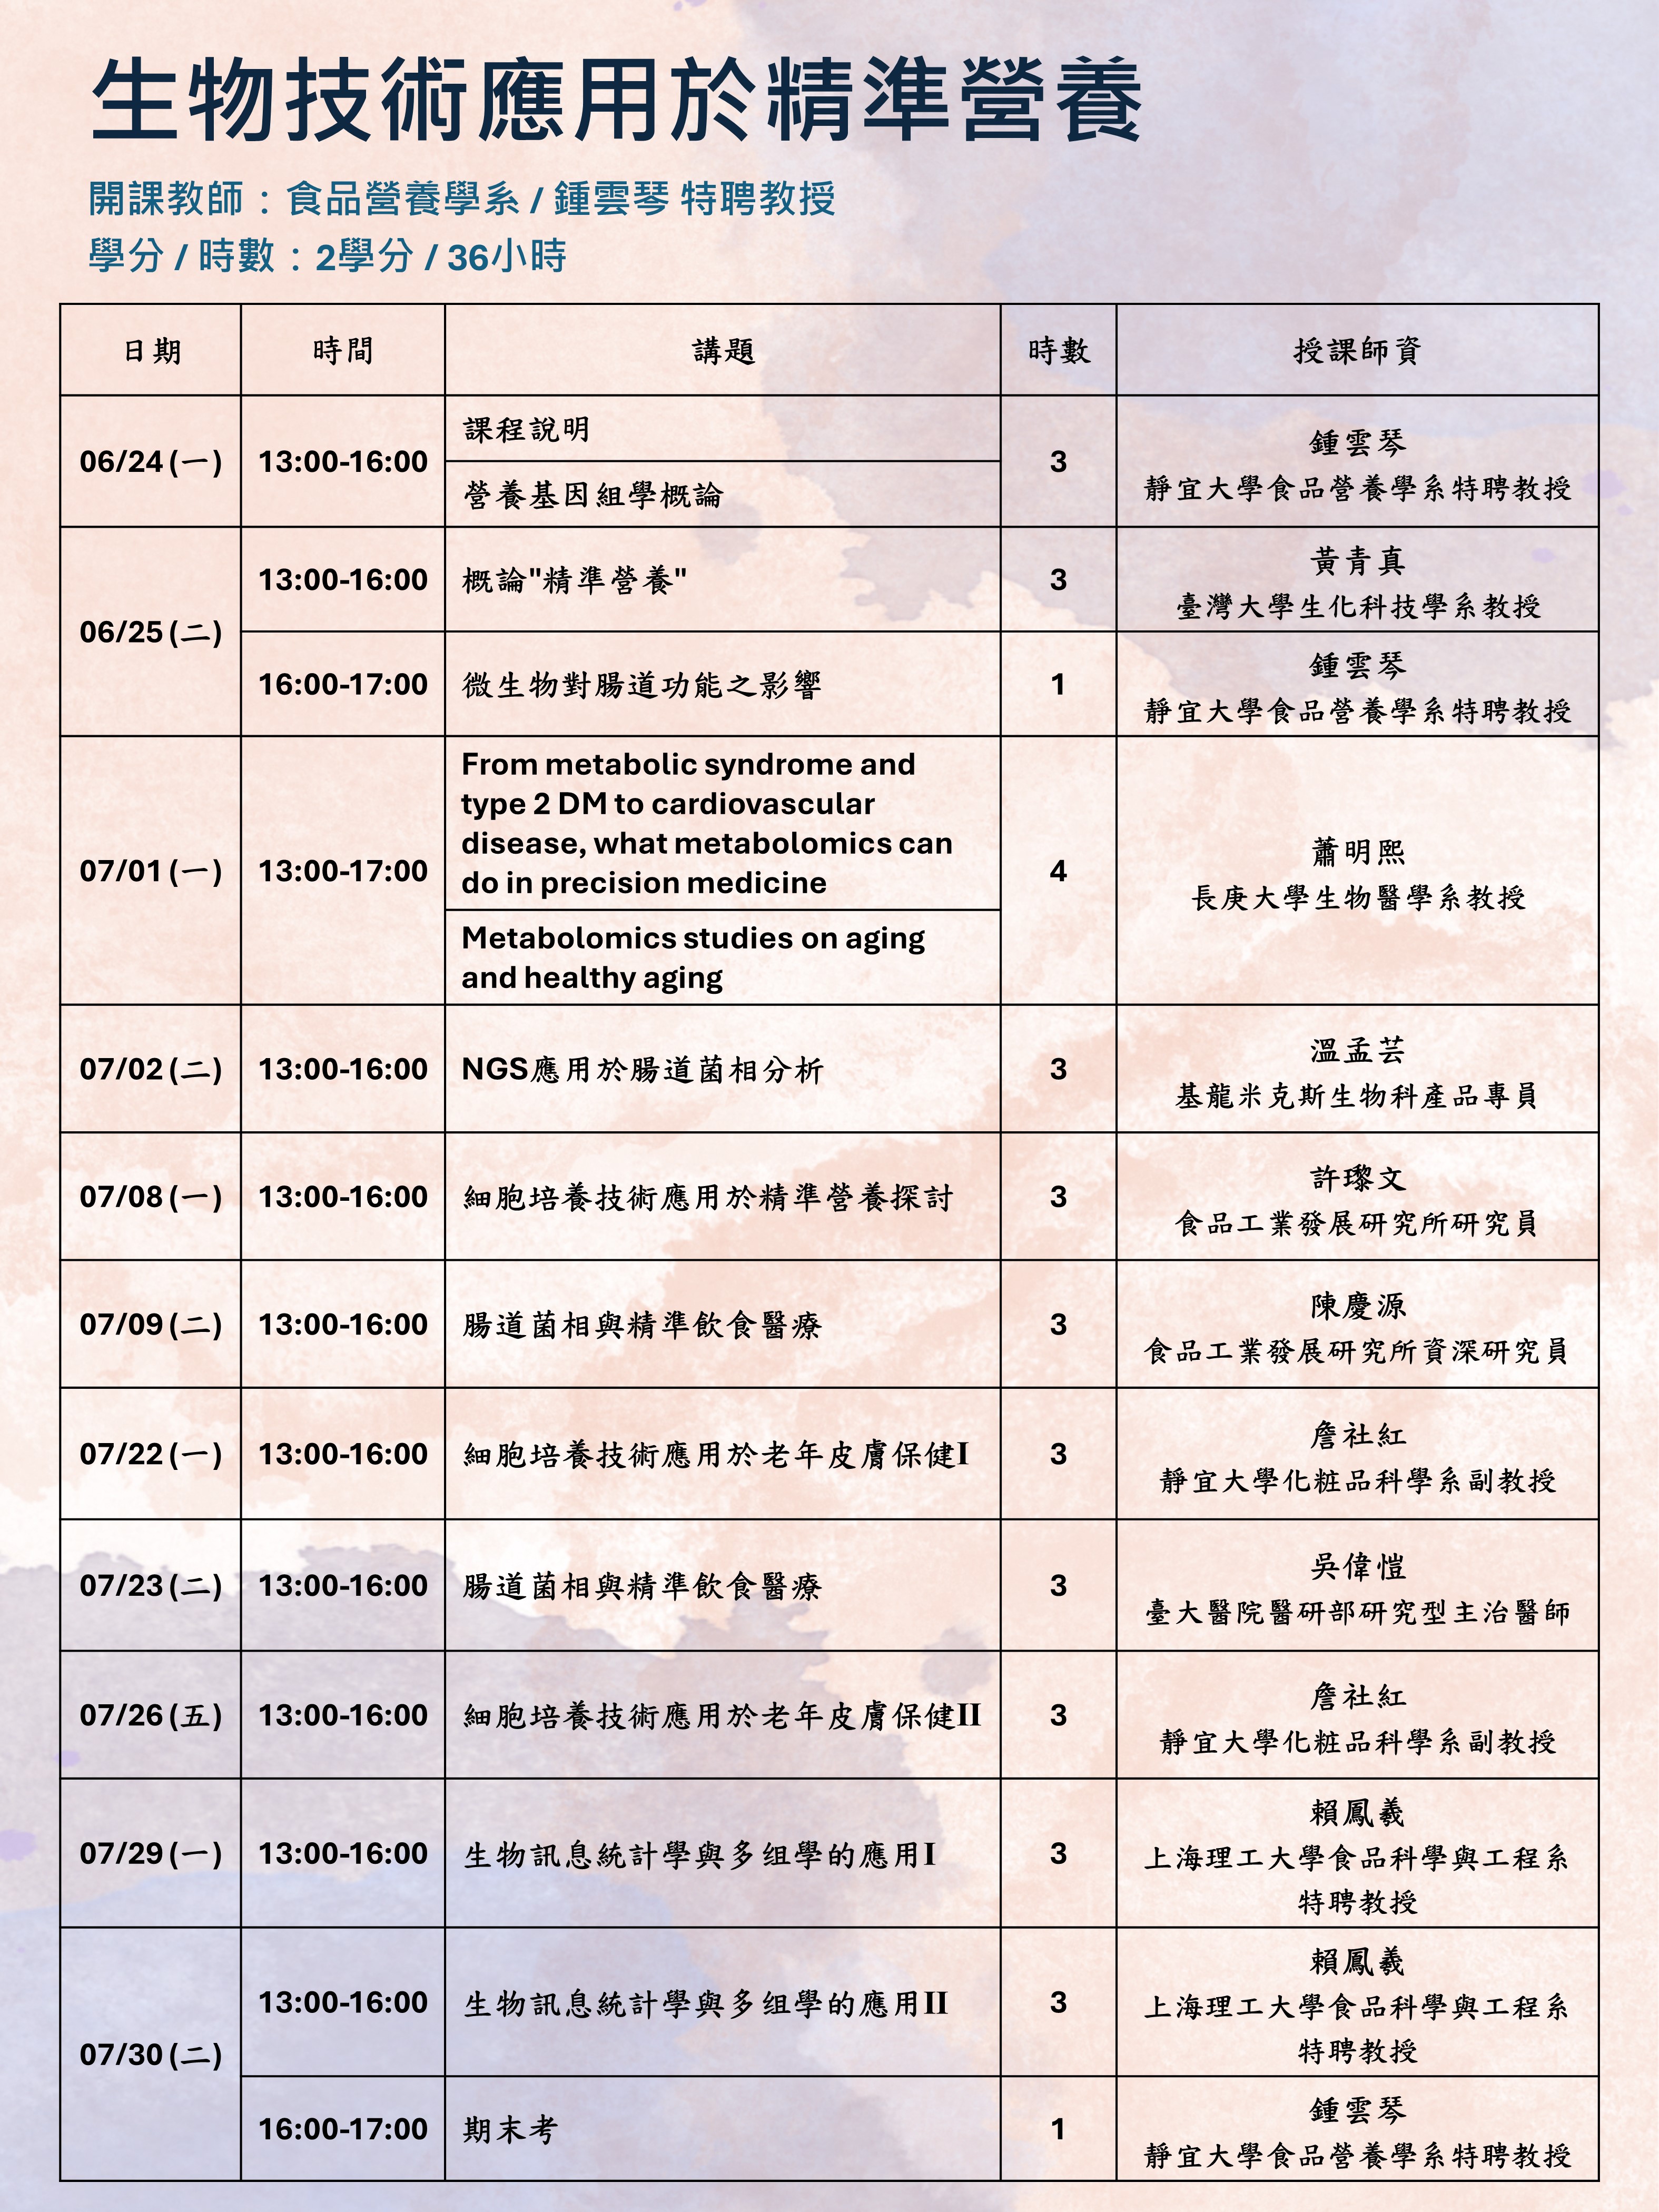 生物技術應用於精準營養
開課教師：食品營養學系 / 鍾雲琴 特聘教授
學分 / 時數：2學分 / 36小時
日期 時間 講題 時數 授課師資
06/24(一) 13:00-16:00 課程說明 3 鍾雲琴
營養基因組學概論 靜宜大學食品營養學系特聘教授
06/25(二) 13:00-16:00 概論"精準營養" 3 黃青真
臺灣大學生化科技學系教授
16:00-17:00 微生物對腸道功能之影響 1 鍾雲琴
靜宜大學食品營養學系特聘教授
07/01(一) 13:00-17:00 From metabolic syndrome and
type 2 DM to cardiovascular
disease, what metabolomics can
do in precision medicine
Metabolomics studies on aging
and healthy aging
4 蕭明熙
長庚大學生物醫學系教授
07/02(二) 13:00-16:00 NGS應用於腸道菌相分析 3 溫孟芸
基龍米克斯生物科產品專員
07/08(一) 13:00-16:00 細胞培養技術應用於精準營養探討 3 許瓈文
食品工業發展研究所研究員
07/09(二) 13:00-16:00 腸道菌相與精準飲食醫療 3 陳慶源
食品工業發展研究所資深研究員
07/22(一) 13:00-16:00 細胞培養技術應用於老年皮膚保健I 3 詹社紅
靜宜大學化粧品科學系副教授
07/23(二) 13:00-16:00 腸道菌相與精準飲食醫療 3 吳偉愷
臺大醫院醫研部研究型主治醫師
07/26(五) 13:00-16:00 細胞培養技術應用於老年皮膚保健II 3 詹社紅
靜宜大學化粧品科學系副教授
07/29(一) 13:00-16:00 生物訊息統計學與多组學的應用I 3 賴鳳羲
上海理工大學食品科學與工程系
特聘教授
07/30(二) 13:00-16:00 生物訊息統計學與多组學的應用II 3 賴鳳羲
上海理工大學食品科學與工程系
特聘教授
16:00-17:00 期末考 1 鍾雲琴
靜宜大學食品營養學系特聘教授